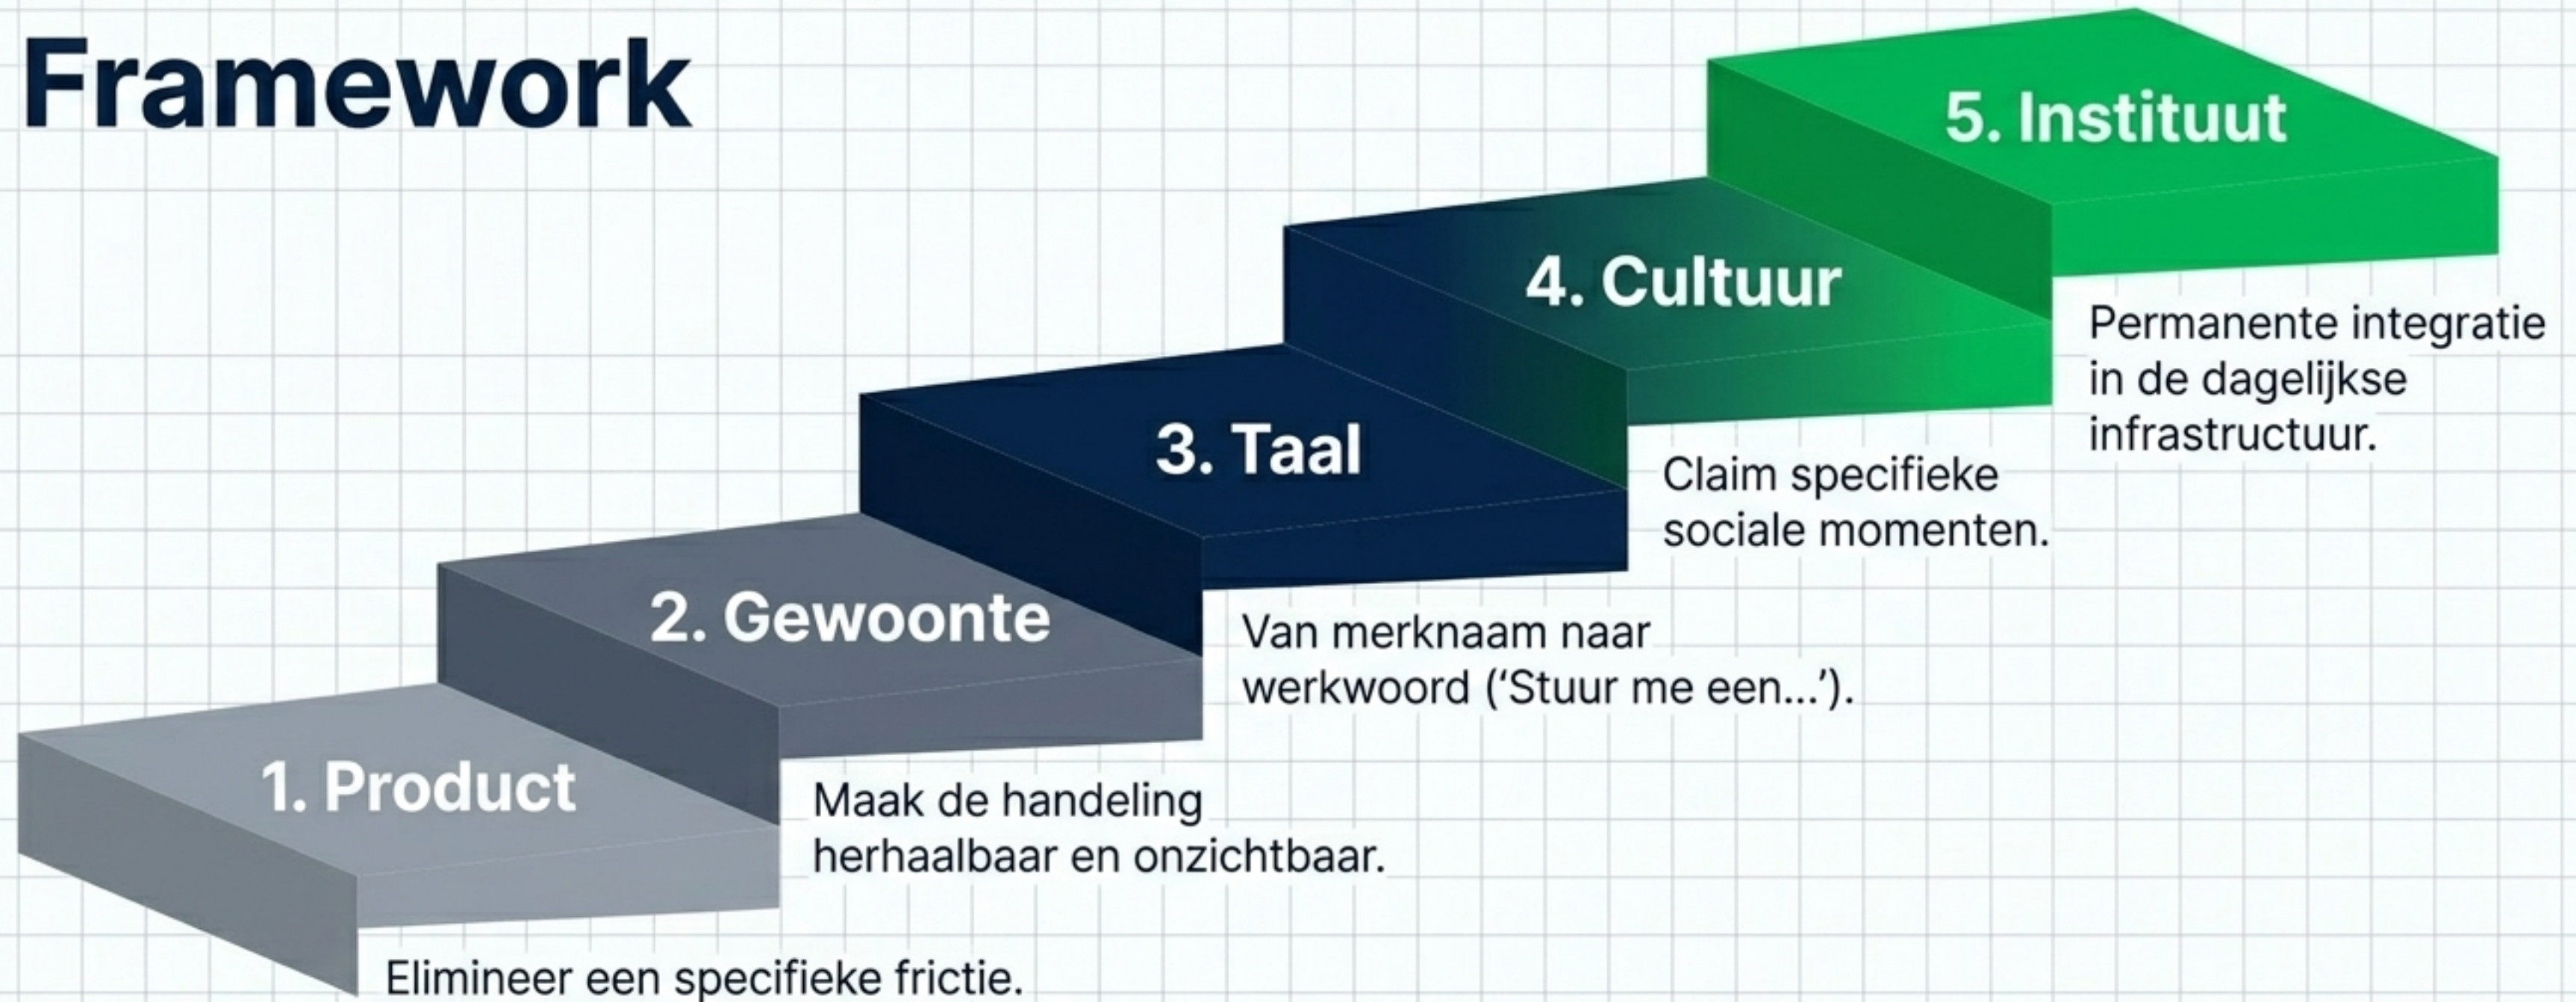 Framework
1. Product
Elimineer een specifieke frictie.
2. Gewoonte
Maak de handeling
herhaalbaar en onzichtbaar.
3. Taal
Van merknaam naar
werkwoord (‘Stuur me een...’).
4. Cultuur
Claim specifieke
sociale momenten.
5. Instituut
Permanente integratie
in de dagelijkse
infrastructuur.